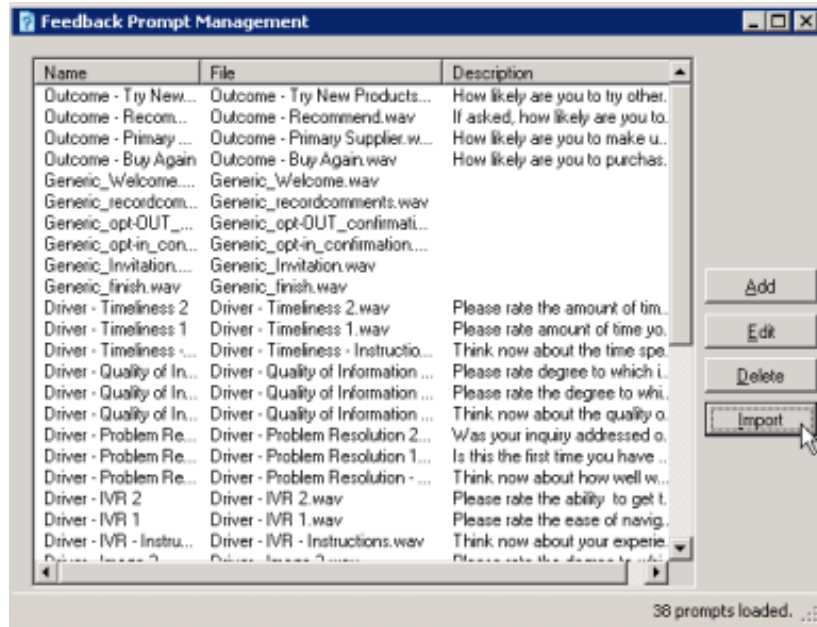 Feedback Prompt Management
Name File Description
Outcome - Try New... Outcome - Try New Products... How likely are you to try other.
Outcome - Recom... Outcome - Recommend.wav If asked, how likely are you to.
Outcome - Primary ... Outcome - Primary Supplier.w... How likely are you to make u..
Outcome - Buy Again Outcome - Buy Again.wav How likely are you to purchas.
Generic_Welcome.... Generic_Welcome.wav
Generic_recordcom... Generic_recordcomments.wav
Generic_opt-OUT_... Generic_opt-OUT_confirmati...
Generic_opt-in_con... Generic_opt-in_confirmation....
Generic_Invitation.... Generic_Invitation.wav
Generic_finish.wav Generic_finish.wav
Driver - Timeliness 2 Driver - Timeliness 2.wav Please rate the amount of tim..
Driver - Timeliness 1 Driver - Timeliness 1.wav Please rate amount of time yo.
Driver - Timeliness -... Driver - Timeliness - Instructio... Think now about the time spe.
Driver - Quality of In... Driver - Quality of Information ... Please rate degree to which i..
Driver - Quality of In... Driver - Quality of Information ... Please rate the degree to whi.
Driver - Quality of In... Driver - Quality of Information ... Think now about the quality o.
Driver - Problem Re... Driver - Problem Resolution 2... Was your inquiry addressed o.
Driver - Problem Re... Driver - Problem Resolution 1... Is this the first time you have ..
Driver - Problem Re... Driver - Problem Resolution - ... Think now about how well w...
Driver - IVR 2 Driver - IVR 2.wav Please rate the ability to get t.
Driver - IVR 1 Driver - IVR 1.wav Please rate the ease of navig..
Driver - IVR - Instru... Driver - IVR - Instructions.wav Think now about your experie.
Add
Edit
Delete
Import
38 prompts loaded.